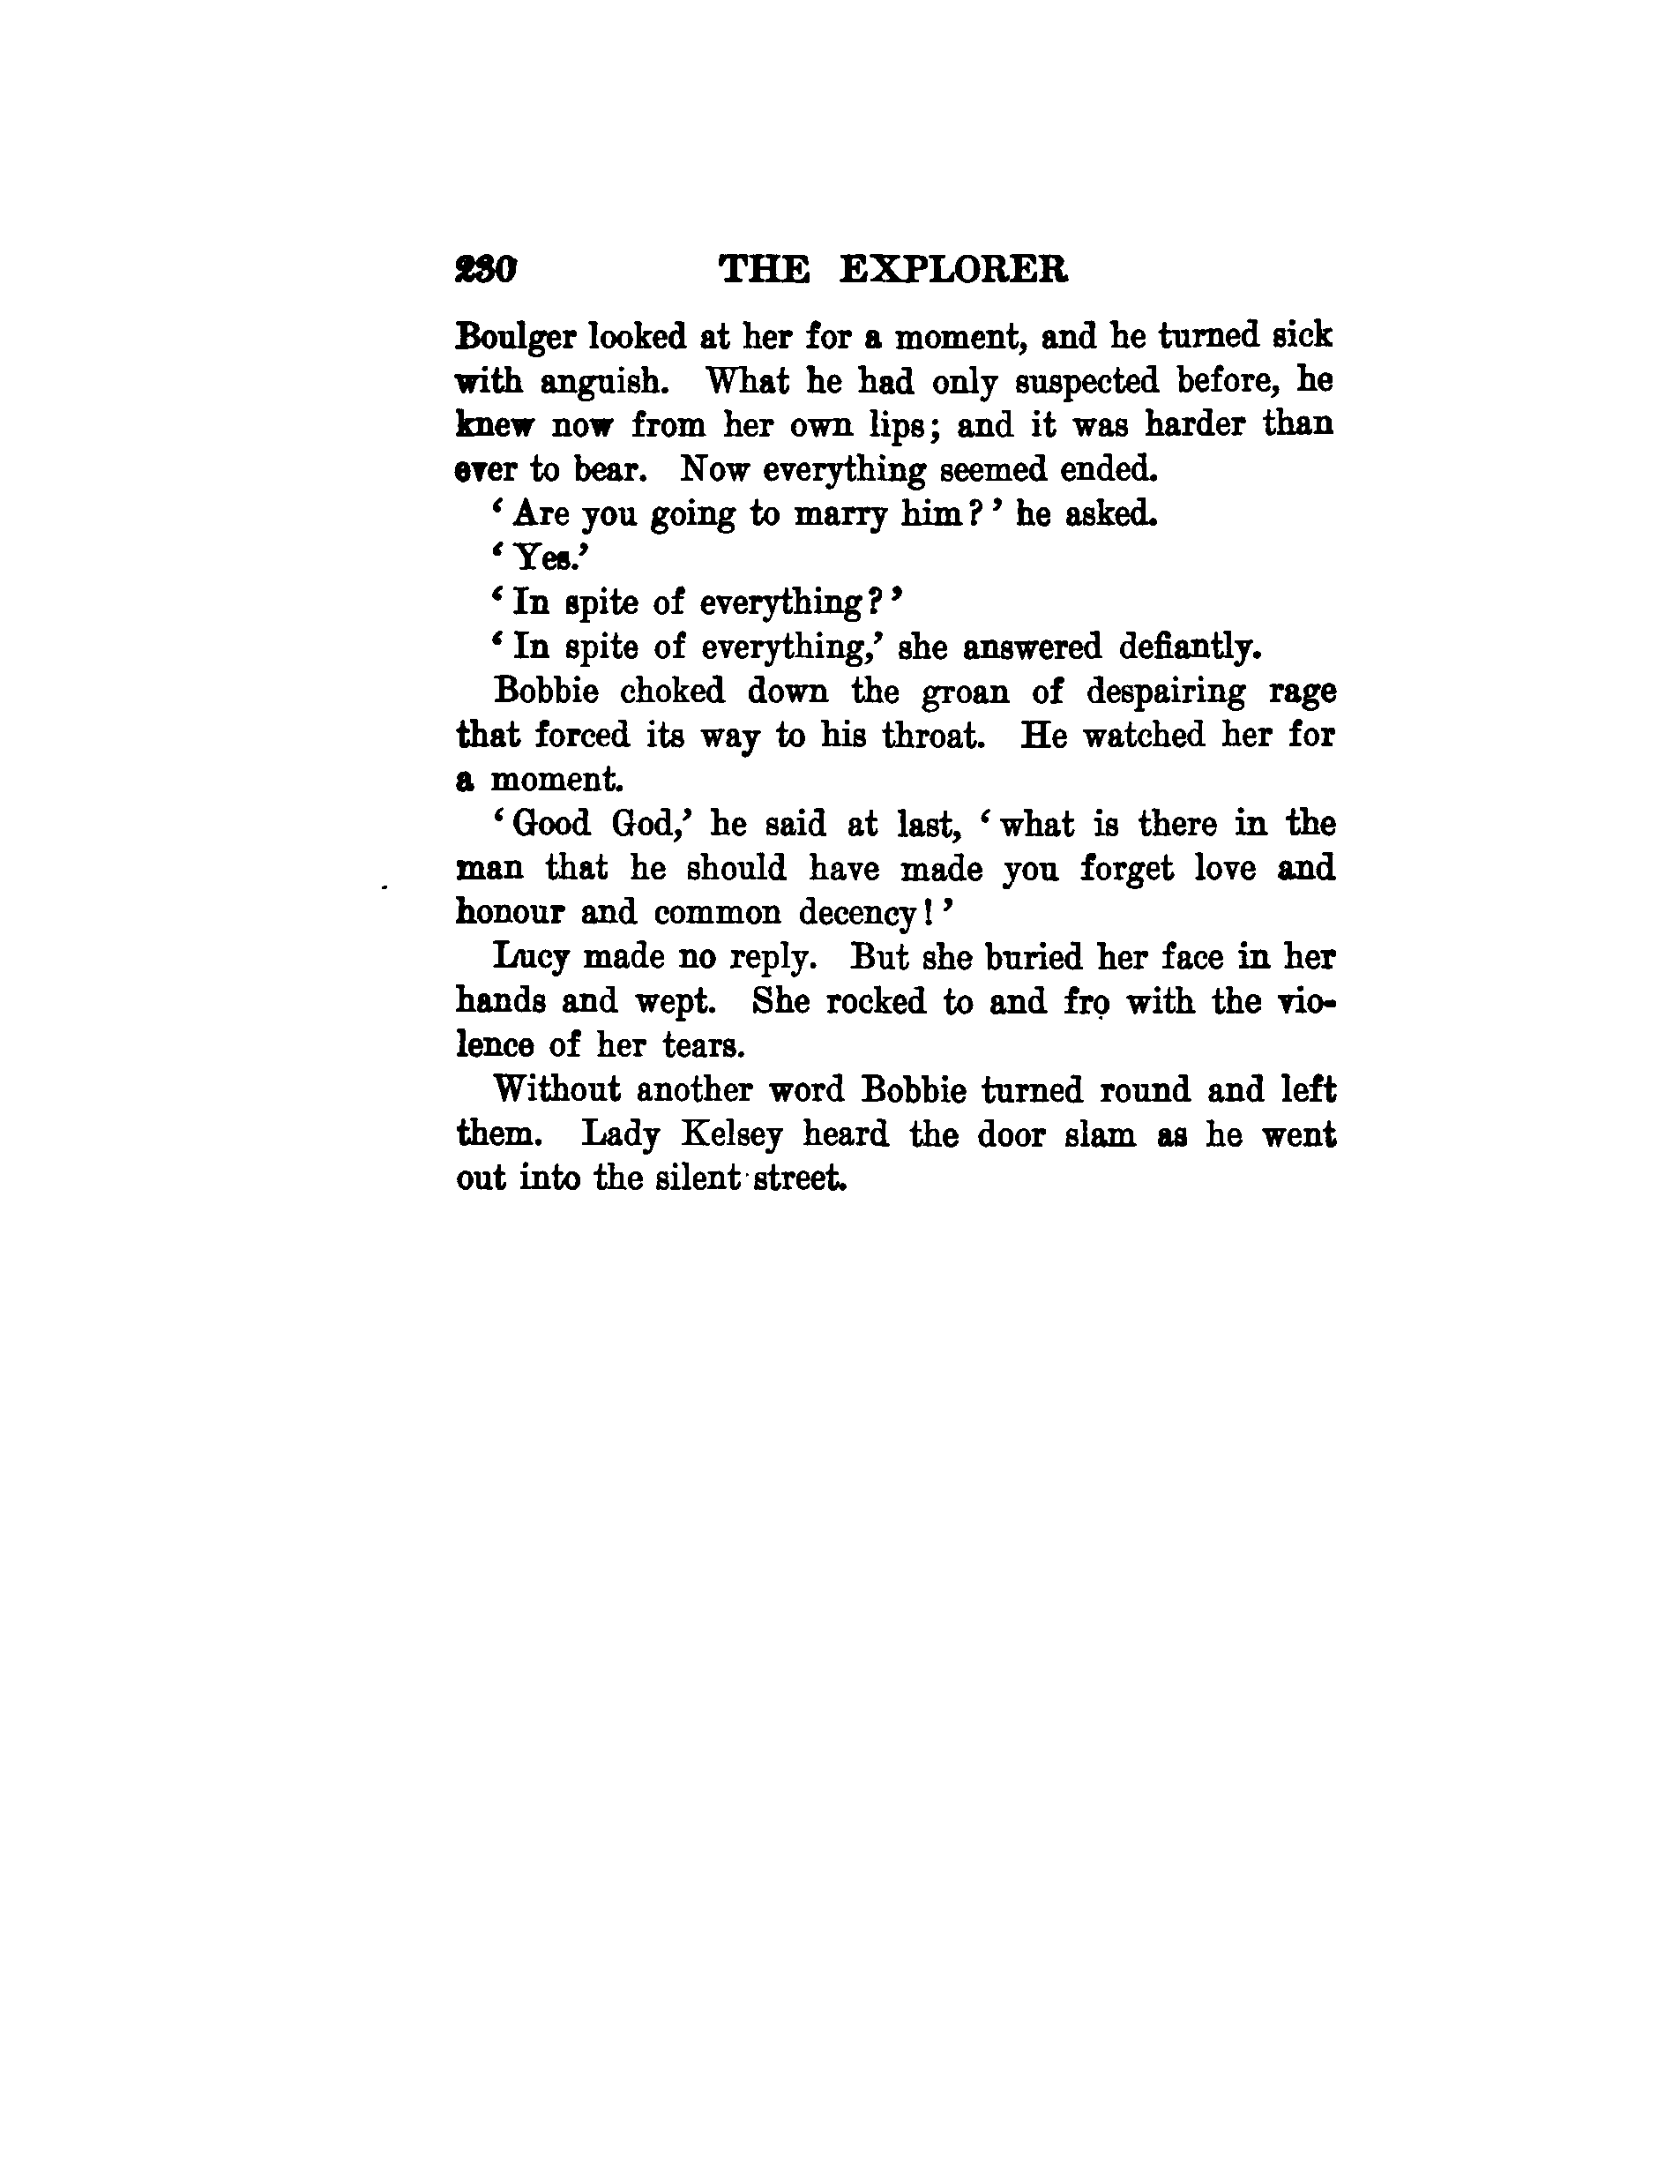 230 THE EXPLORER
Boulger looked at her for a moment, and he turned sick
with anguish. What he had only suspected before, he
knew now from her own lips; and it was harder than
ever to bear. Now everything seemed ended.
‘Are you going to marry him?’ he asked.
‘Yes.’
‘In spite of everything?’
‘In spite of everything,’ she answered defiantly.
Bobbie choked down the groan of despairing rage
that forced its way to his throat. He watched her for
a moment.
‘Good God,’ he said at last, ‘what is there in the
man that he should have made you forget love and
honour and common decency!’
Lucy made no reply. But she buried her face in her
hands and wept. She rocked to and fro with the vio-
lence of her tears.
Without another word Bobbie turned round and left
them. Lady Kelsey heard the door slam as he went
out into the silent street.